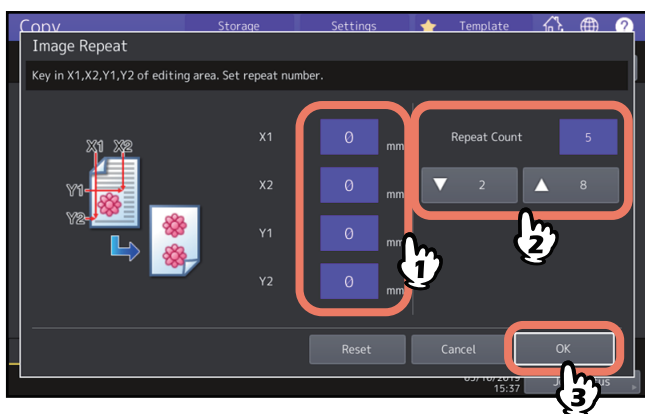 Copy Storage Settings Template ?
Image Repeat
Key in X1,X2,Y1,Y2 of editing area. Set repeat number.
X1 X2
Y1
Y2
X1 0 mm
X2 0 mm
Y1 0 mm
Y2 0 mm
Repeat Count 5
2 8
1
2
Reset Cancel OK
15:37
3